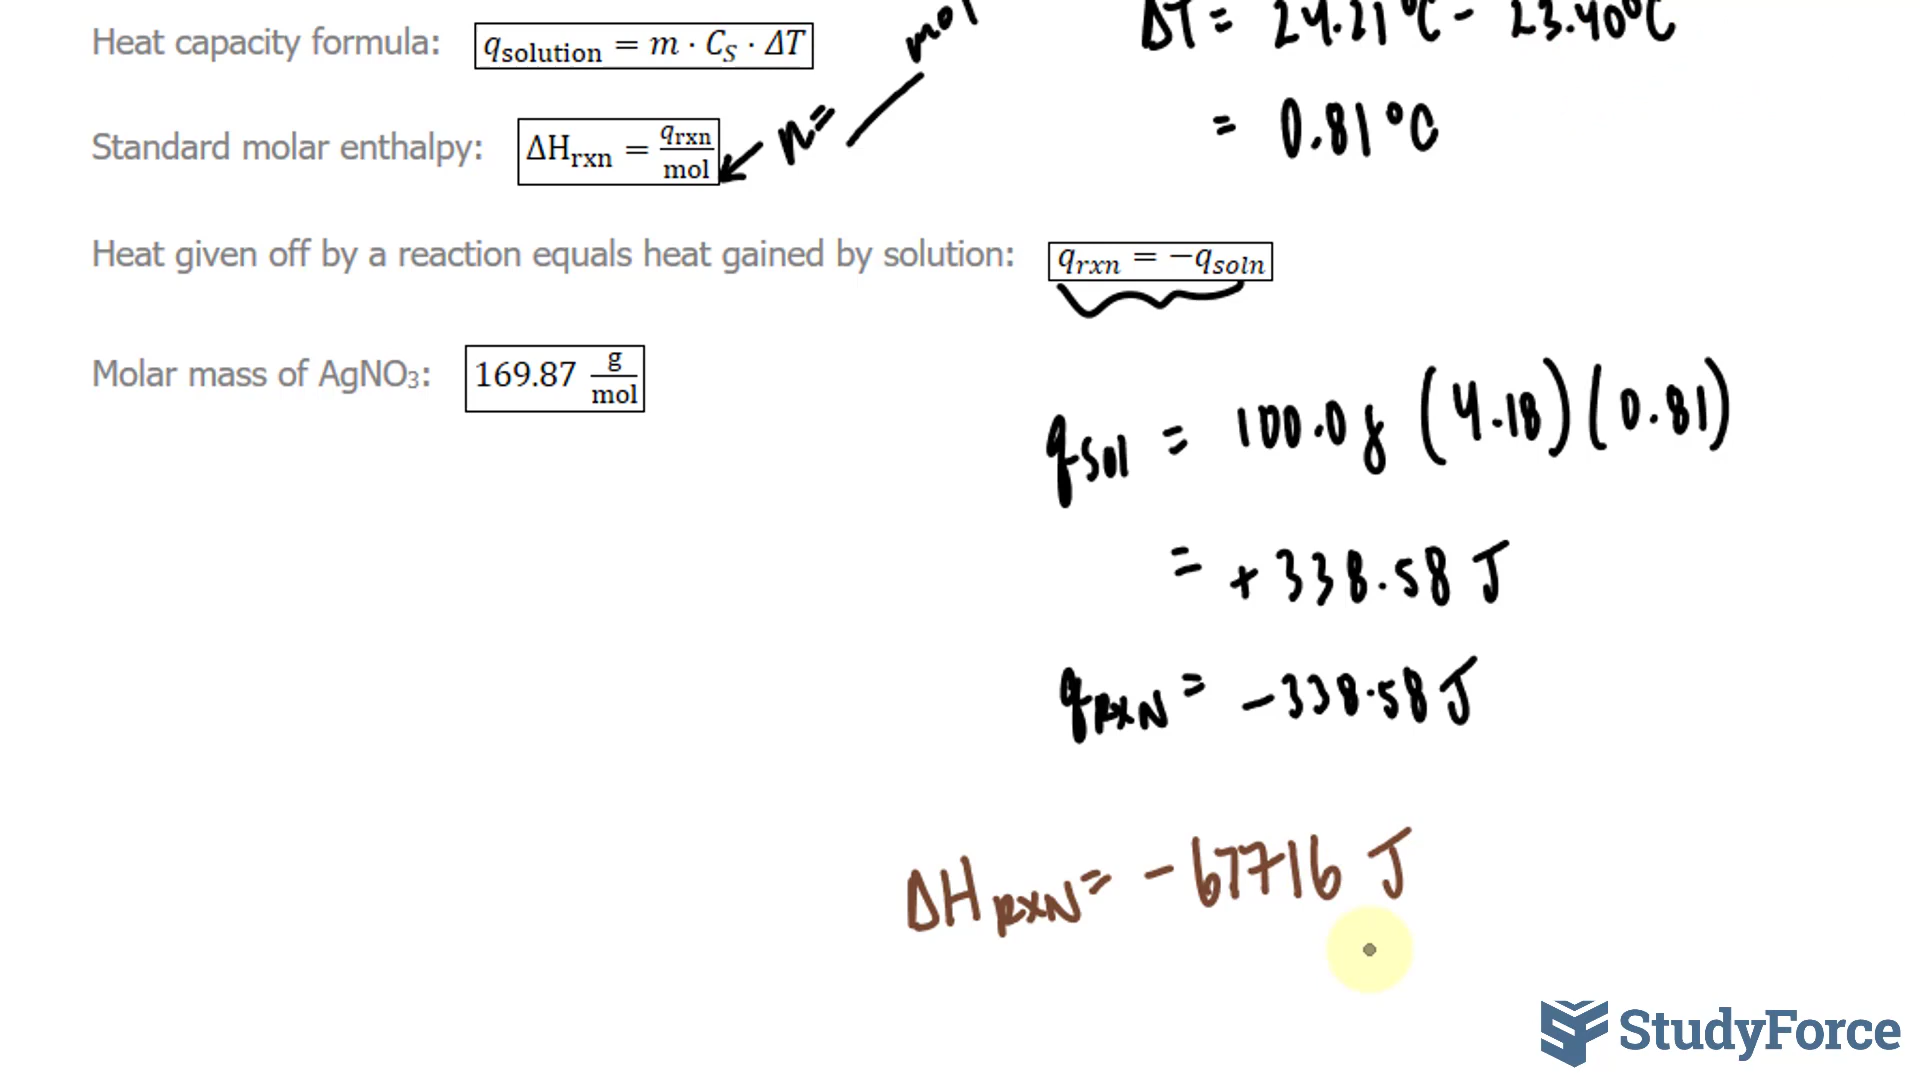 Heat capacity formula: q_solution = m · C_S · ΔT
mol
n=
ΔT = 24.21°C - 23.40°C
= 0.81°C
Standard molar enthalpy: ΔH_rxn = q_rxn/mol
Heat given off by a reaction equals heat gained by solution: q_rxn = −q_soln
Molar mass of AgNO₃: 169.87 g/mol
q_sol = 100.0g (4.18)(0.81)
= +338.58 J
q_RXN = -338.58 J
ΔH_RXN = -67716 J
StudyForce